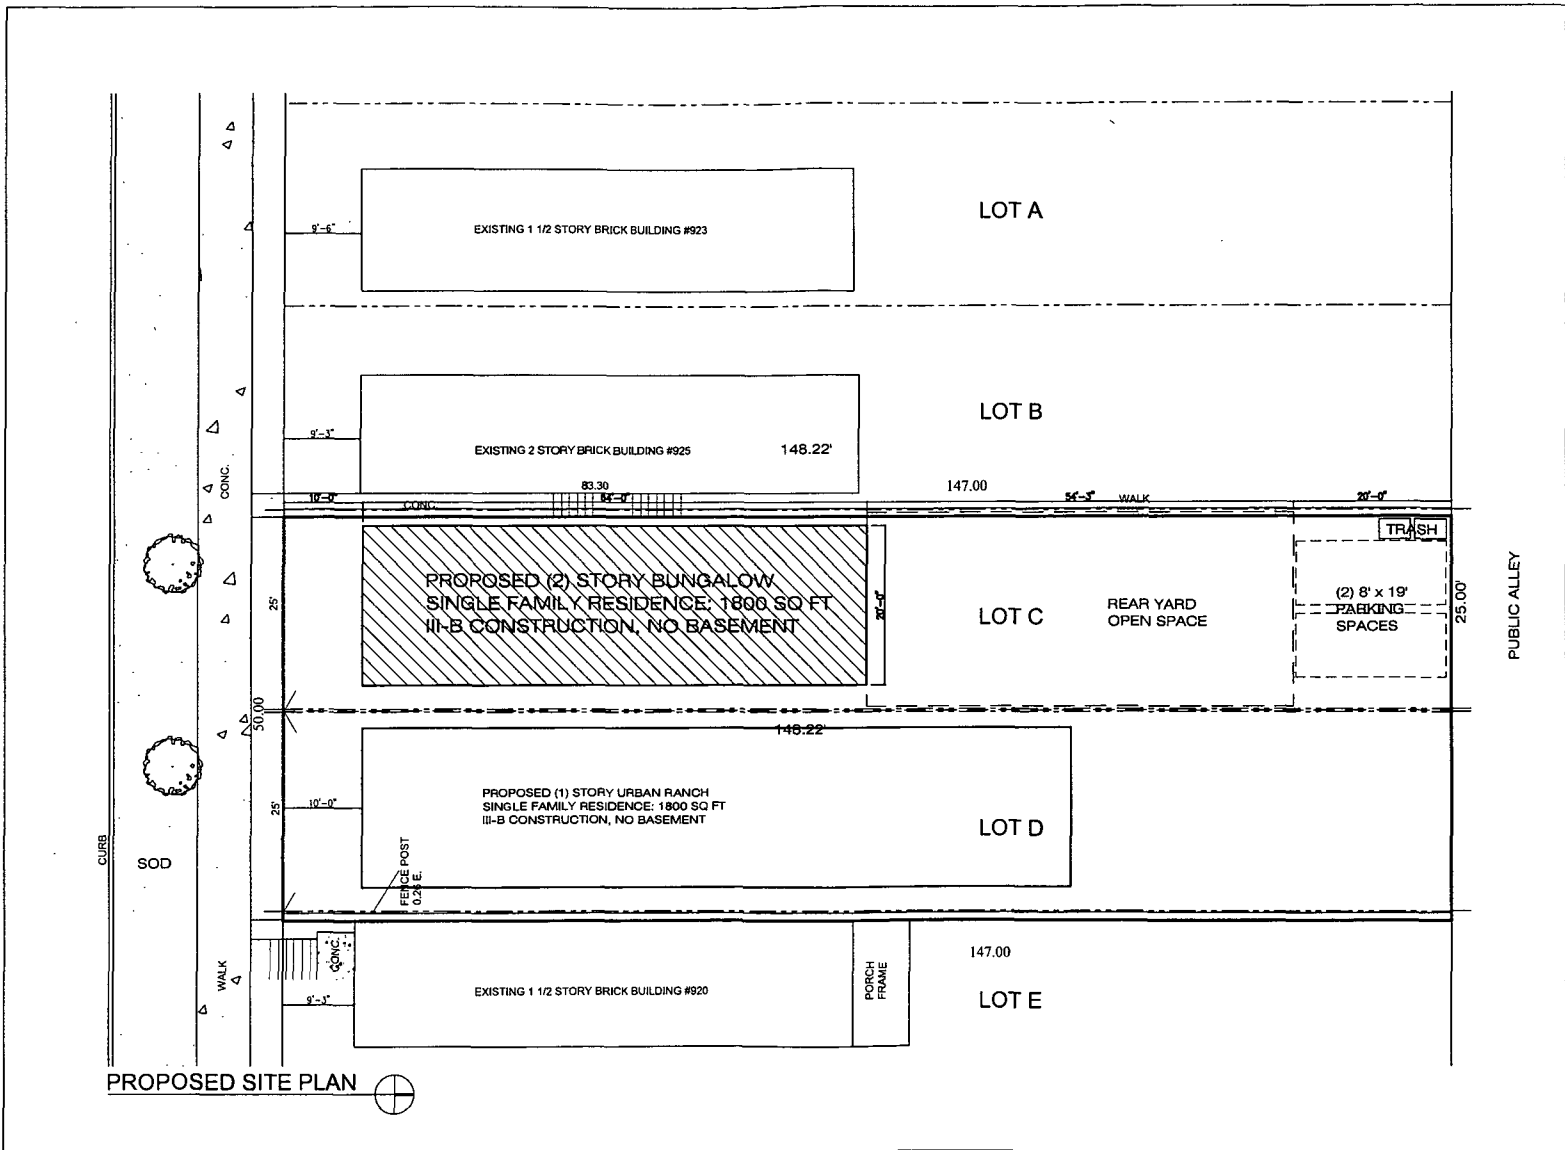 LOT A
9'-6"
EXISTING 1 1/2 STORY BRICK BUILDING #923
LOT B
9'-3"
EXISTING 2 STORY BRICK BUILDING #925
148.22'
CONC.
83.30
147.00
10'-0"
64'-0"
54'-3"
WALK
20'-0"
CONC.
TRASH
PROPOSED (2) STORY BUNGALOW
SINGLE FAMILY RESIDENCE: 1800 SQ FT
III-B CONSTRUCTION, NO BASEMENT
25'
20'-0"
LOT C
REAR YARD
OPEN SPACE
(2) 8' x 19'
PARKING
SPACES
25.00'
PUBLIC ALLEY
50.00
148.22'
25'
10'-0"
PROPOSED (1) STORY URBAN RANCH
SINGLE FAMILY RESIDENCE: 1800 SQ FT
III-B CONSTRUCTION, NO BASEMENT
LOT D
CURB
SOD
FENCE POST
0.26 E.
WALK
CONC.
9'-3"
EXISTING 1 1/2 STORY BRICK BUILDING #920
PORCH
FRAME
147.00
LOT E
PROPOSED SITE PLAN